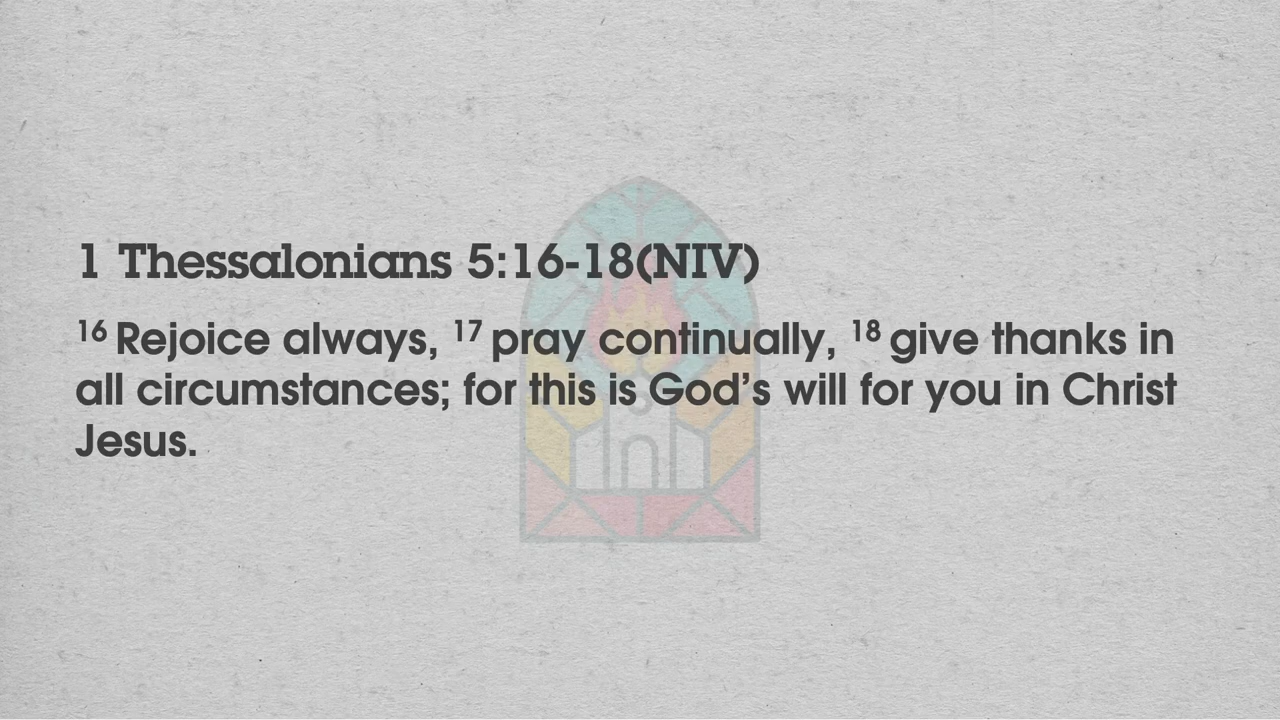 1 Thessalonians 5:16-18(NIV)
16 Rejoice always, 17 pray continually, 18 give thanks in
all circumstances; for this is God’s will for you in Christ
Jesus.